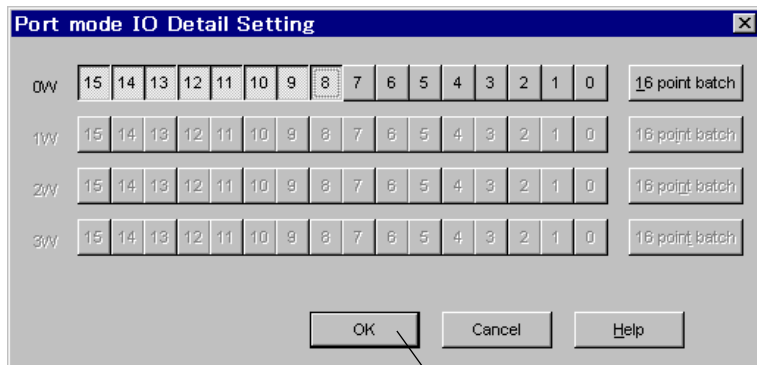 Port mode IO Detail Setting
0W 15 14 13 12 11 10 9 8 7 6 5 4 3 2 1 0 16 point batch
1W 15 14 13 12 11 10 9 8 7 6 5 4 3 2 1 0 16 point batch
2W 15 14 13 12 11 10 9 8 7 6 5 4 3 2 1 0 16 point batch
3W 15 14 13 12 11 10 9 8 7 6 5 4 3 2 1 0 16 point batch
OK Cancel Help